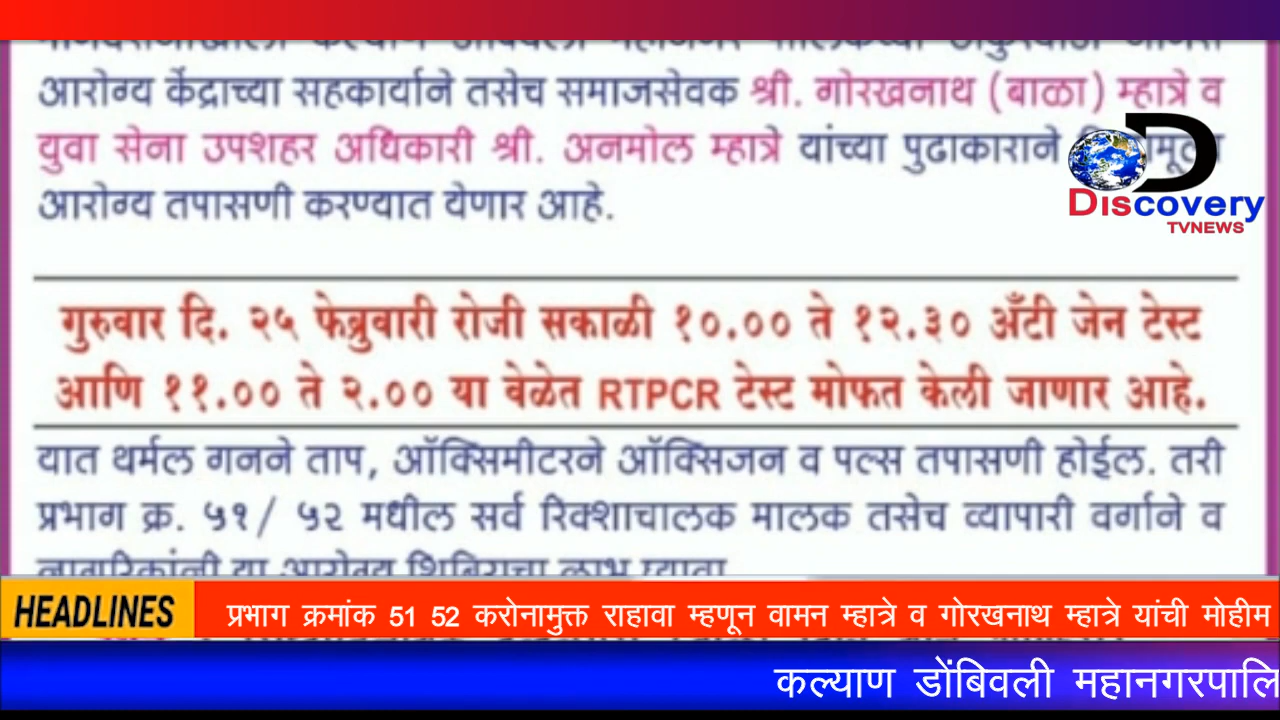 आरोग्य केंद्राच्या सहकार्याने तसेच समाजसेवक श्री. गोरखनाथ (बाळा) म्हात्रे व
युवा सेना उपशहर अधिकारी श्री. अनमोल म्हात्रे यांच्या पुढाकाराने
आरोग्य तपासणी करण्यात येणार आहे.
Discovery
TVNEWS
गुरुवार दि. २५ फेब्रुवारी रोजी सकाळी १०.०० ते १२.३० अँटी जेन टेस्ट
आणि ११.०० ते २.०० या वेळेत RTPCR टेस्ट मोफत केली जाणार आहे.
यात थर्मल गनने ताप, ऑक्सिमीटरने ऑक्सिजन व पल्स तपासणी होईल. तरी
प्रभाग क्र. ५१/ ५२ मधील सर्व रिक्शाचालक मालक तसेच व्यापारी वर्गाने व
नागरिकांनी या आरोग्य शिबिराचा लाभ घ्यावा
HEADLINES प्रभाग क्रमांक 51 52 करोनामुक्त राहावा म्हणून वामन म्हात्रे व गोरखनाथ म्हात्रे यांची मोहीम
कल्याण डोंबिवली महानगरपालि